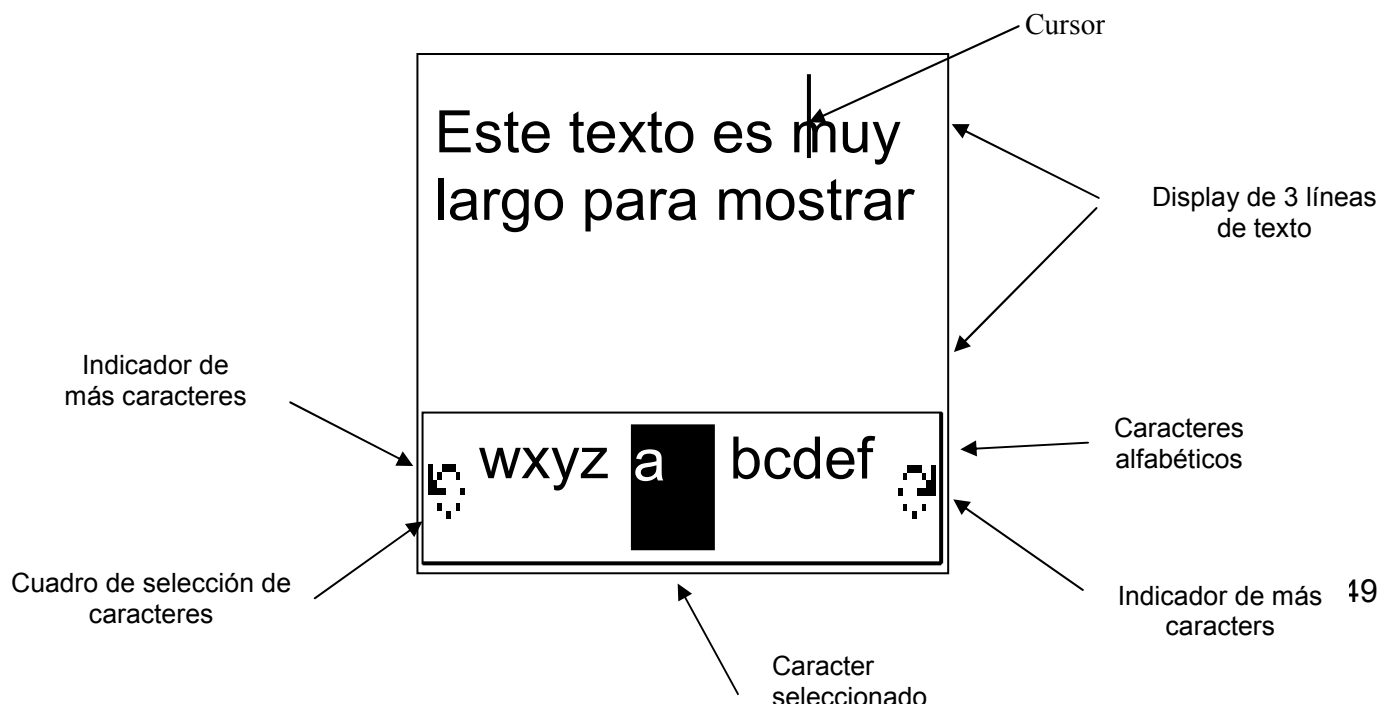 Cursor
Este texto es muy
largo para mostrar
Display de 3 líneas
de texto
Indicador de
más caracteres
wxyz a bcdef
Caracteres
alfabéticos
Cuadro de selección de
caracteres
Indicador de más
caracters
49
Caracter
seleccionado